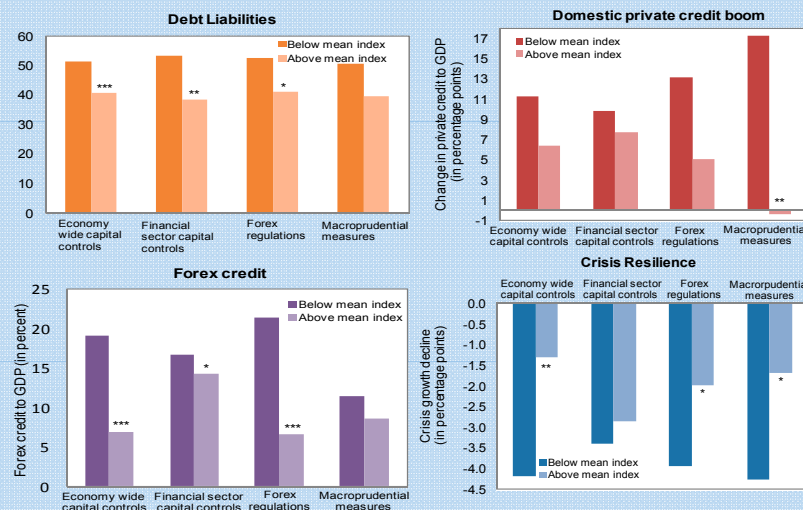 Debt Liabilities
60
50
40
30
20
10
0
Below mean index
Above mean index
***
**
*
Economy
wide capital
controls
Financial
sector capital
controls
Forex
regulations
Macroprudential
measures
Domestic private credit boom
Change in private credit to GDP
(in percentage points)
17
15
13
11
9
7
5
3
1
-1
Below mean index
Above mean index
**
Economy wide
capital controls
Financial sector
capital controls
Forex
regulations
Macroprudential
measures
Forex credit
Forex credit to GDP (in percent)
25
20
15
10
5
0
Below mean index
Above mean index
***
*
***
Economy wide
capital controls
Financial sector
capital controls
Forex
regulations
Macroprudential
measures
Crisis Resilience
Economy wide
capital controls
Financial sector
capital controls
Forex
regulations
Macrorpudential
measures
Crisis growth decline
(in percentage points)
0.0
-0.5
-1.0
-1.5
-2.0
-2.5
-3.0
-3.5
-4.0
-4.5
**
*
*
Below mean index
Above mean index